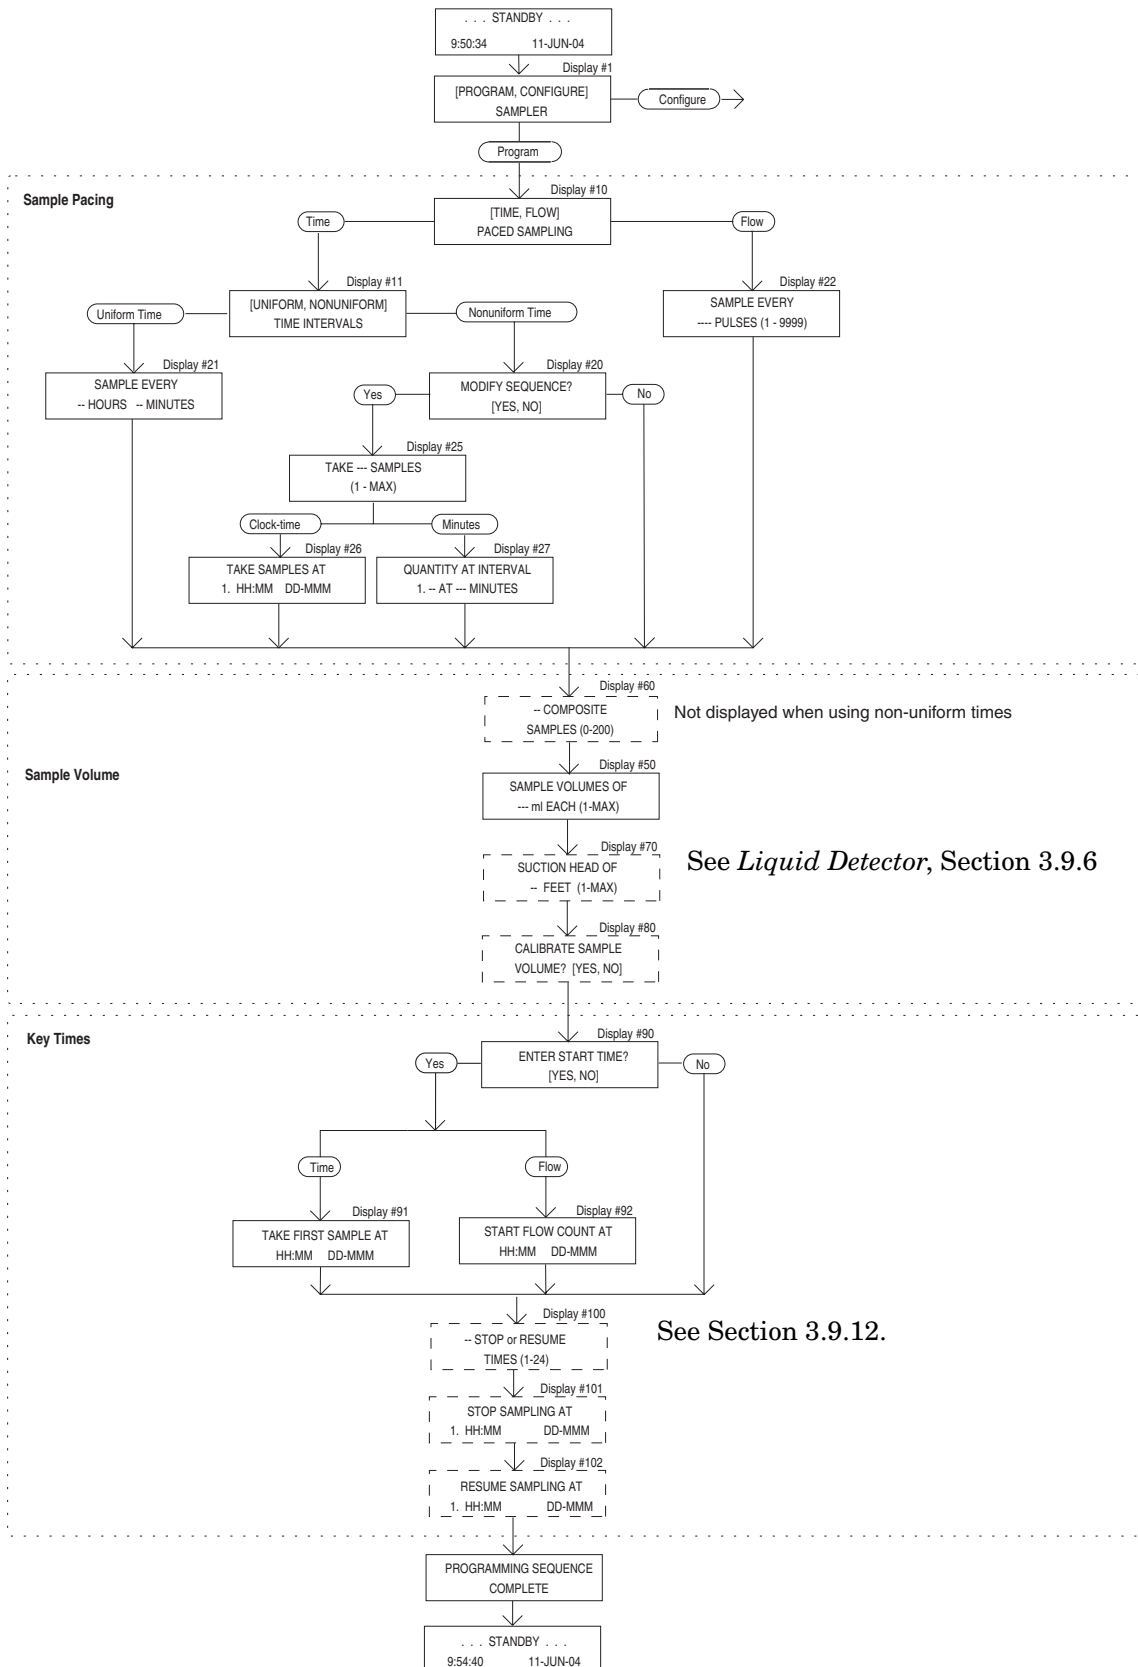 . . . STANDBY . . .
9:50:34 11-JUN-04
Display #1
[PROGRAM, CONFIGURE]
SAMPLER
Configure
Program
Sample Pacing
Display #10
[TIME, FLOW]
PACED SAMPLING
Time
Flow
Display #11
[UNIFORM, NONUNIFORM]
TIME INTERVALS
Display #22
SAMPLE EVERY
---- PULSES (1 - 9999)
Uniform Time
Nonuniform Time
Display #21
SAMPLE EVERY
-- HOURS -- MINUTES
Display #20
MODIFY SEQUENCE?
[YES, NO]
Yes
No
Display #25
TAKE --- SAMPLES
(1 - MAX)
Clock-time
Minutes
Display #26
TAKE SAMPLES AT
1. HH:MM DD-MMM
Display #27
QUANTITY AT INTERVAL
1. -- AT --- MINUTES
Display #60
-- COMPOSITE
SAMPLES (0-200)
Not displayed when using non-uniform times
Sample Volume
Display #50
SAMPLE VOLUMES OF
--- ml EACH (1-MAX)
Display #70
SUCTION HEAD OF
-- FEET (1-MAX)
See Liquid Detector, Section 3.9.6
Display #80
CALIBRATE SAMPLE
VOLUME? [YES, NO]
Key Times
Display #90
ENTER START TIME?
[YES, NO]
Yes
No
Time
Flow
Display #91
TAKE FIRST SAMPLE AT
HH:MM DD-MMM
Display #92
START FLOW COUNT AT
HH:MM DD-MMM
Display #100
-- STOP or RESUME
TIMES (1-24)
See Section 3.9.12.
Display #101
STOP SAMPLING AT
1. HH:MM DD-MMM
Display #102
RESUME SAMPLING AT
1. HH:MM DD-MMM
PROGRAMMING SEQUENCE
COMPLETE
. . . STANDBY . . .
9:54:40 11-JUN-04